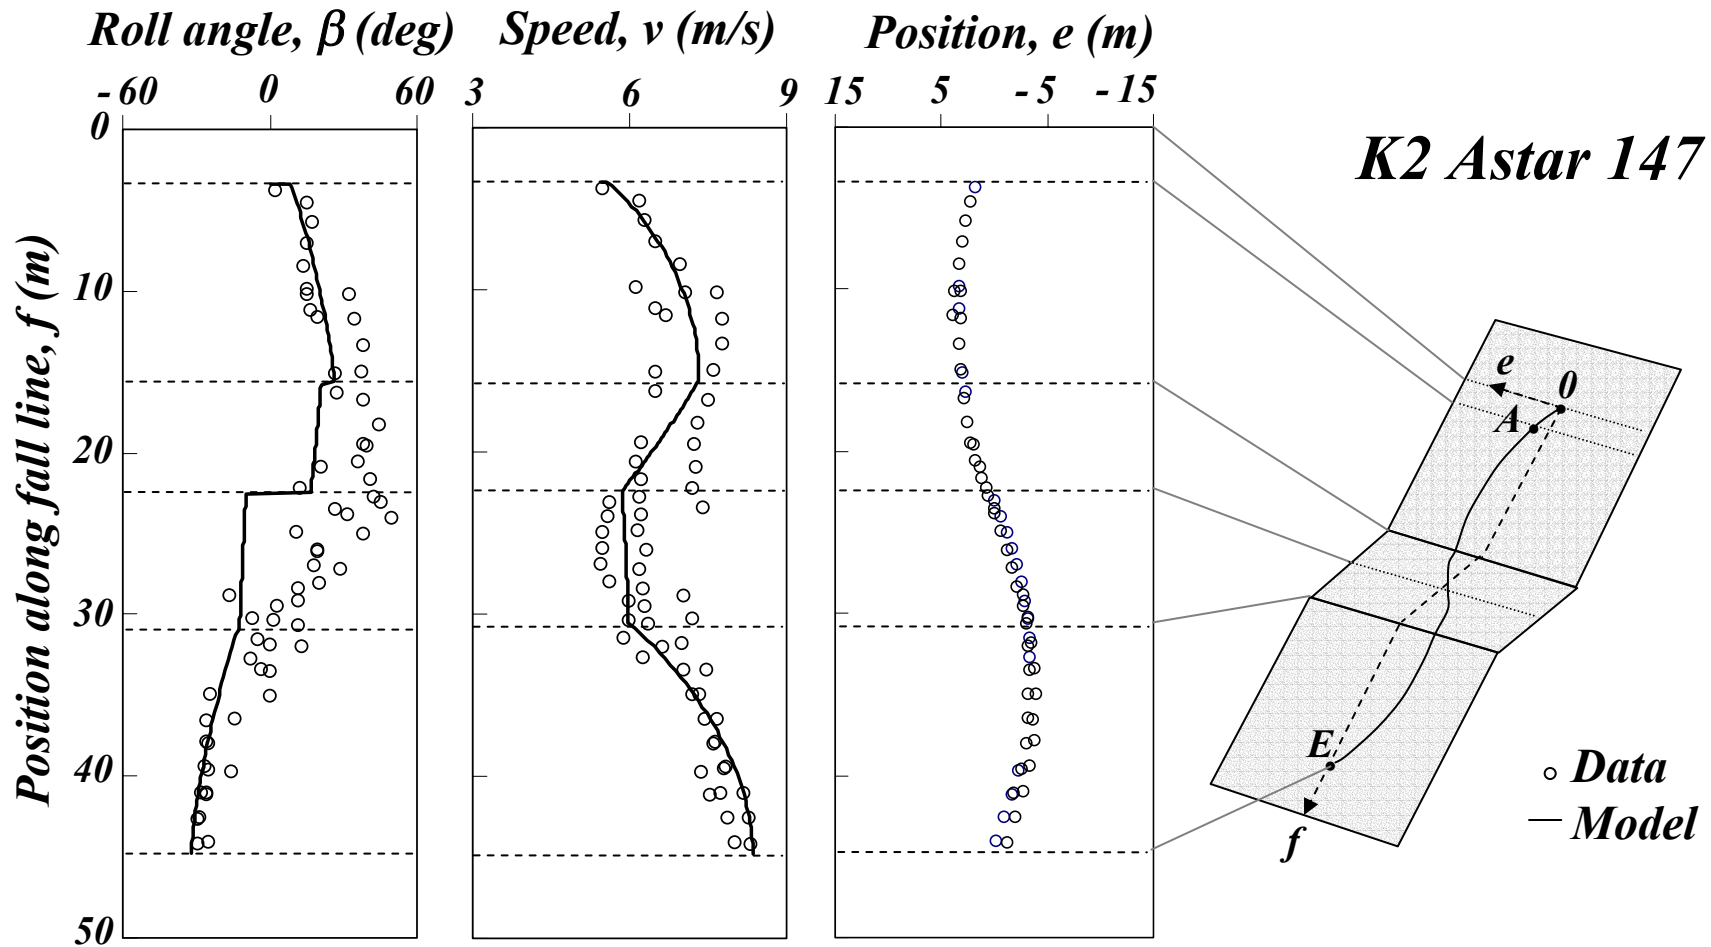 Roll angle, β (deg) Speed, v (m/s) Position, e (m)
- 60 0 60 3 6 9 15 5 - 5 - 15
0
K2 Astar 147
Position along fall line, f (m)
10
20
30
40
50
e
0
A
E
f
Data
Model